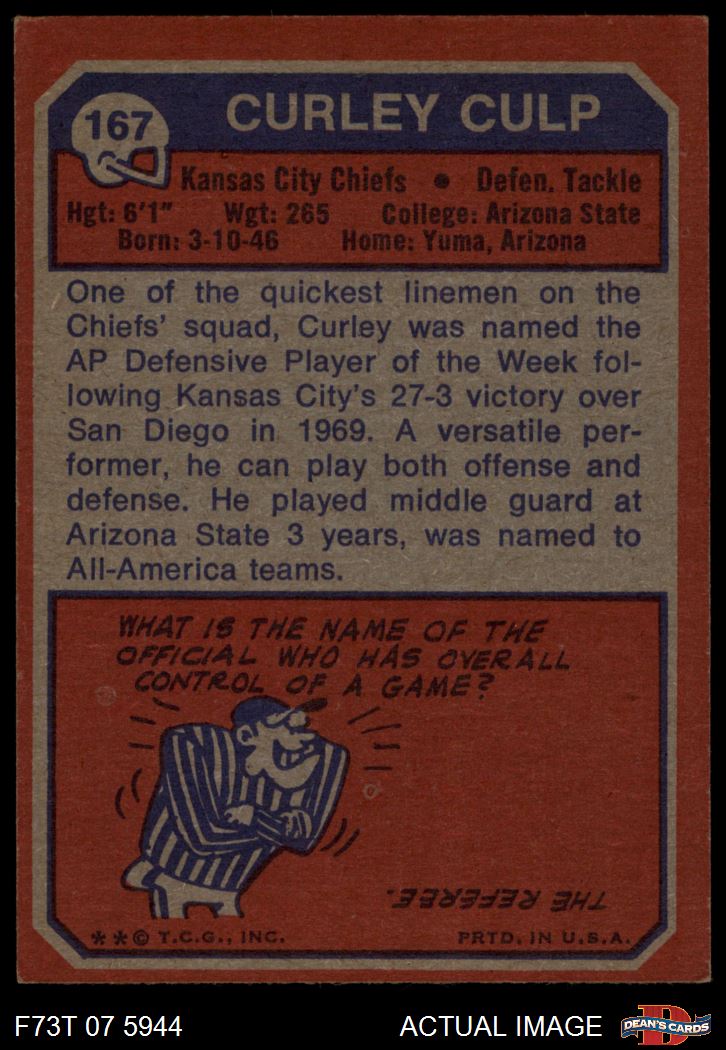 167
CURLEY CULP
Kansas City Chiefs • Defen. Tackle
Hgt: 6'1" Wgt: 265 College: Arizona State
Born: 3-10-46 Home: Yuma, Arizona
One of the quickest linemen on the
Chiefs' squad, Curley was named the
AP Defensive Player of the Week fol-
lowing Kansas City's 27-3 victory over
San Diego in 1969. A versatile per-
former, he can play both offense and
defense. He played middle guard at
Arizona State 3 years, was named to
All-America teams.
WHAT IS THE NAME OF THE
OFFICIAL WHO HAS OVERALL
CONTROL OF A GAME?
THE REFEREE.
**© T.C.G., INC. PRTD. IN U.S.A.
F73T 07 5944 ACTUAL IMAGE
D
DEAN'S CARDS